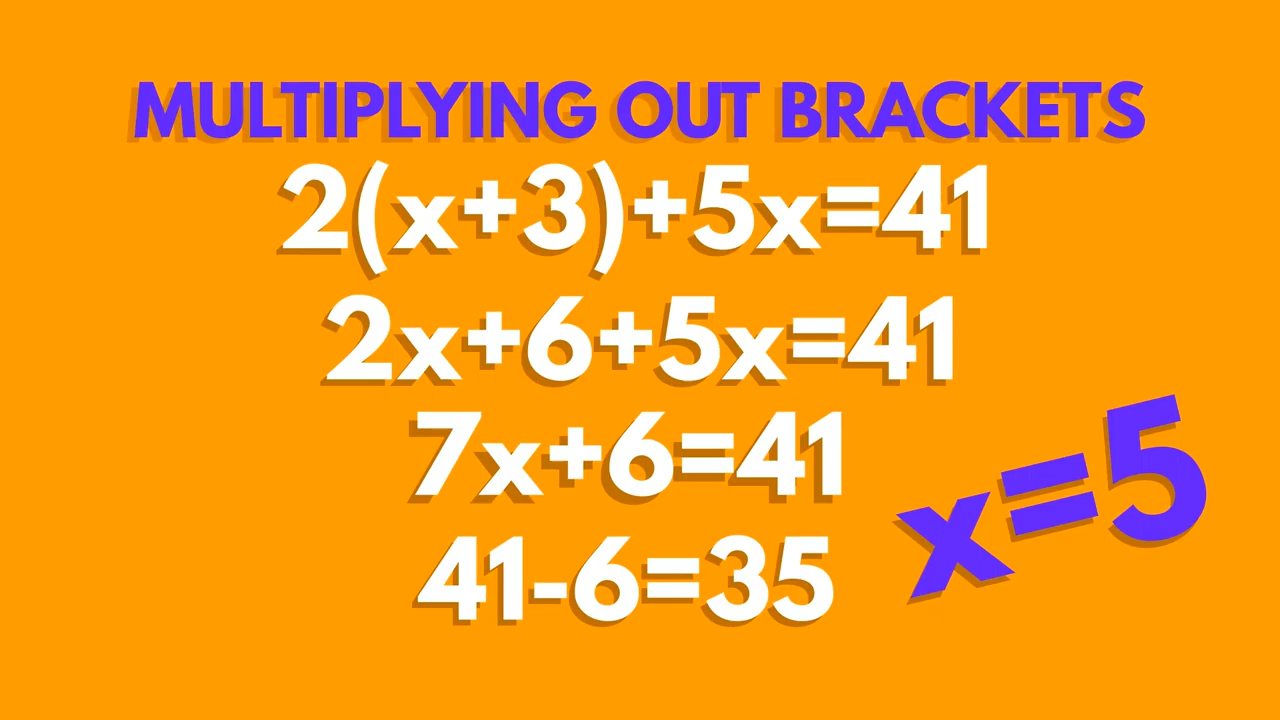 MULTIPLYING OUT BRACKETS
2(x+3)+5x=41
2x+6+5x=41
7x+6=41
41-6=35
x=5